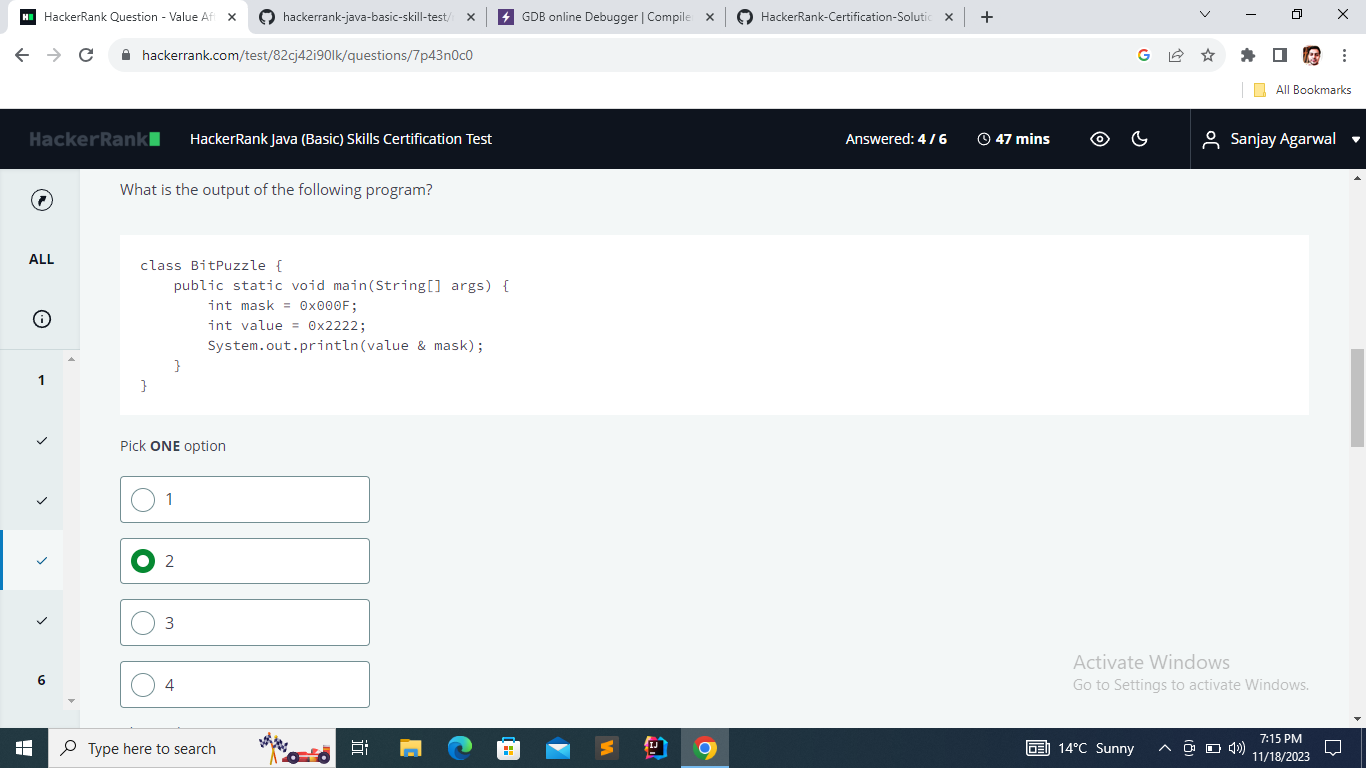 HackerRank Question - Value Af
hackerrank-java-basic-skill-test/
GDB online Debugger | Compile
HackerRank-Certification-Soluti
hackerrank.com/test/82cj42i90lk/questions/7p43n0c0
All Bookmarks
HackerRank
HackerRank Java (Basic) Skills Certification Test
Answered: 4 / 6
47 mins
Sanjay Agarwal
What is the output of the following program?
ALL
class BitPuzzle {
public static void main(String[] args) {
int mask = 0x000F;
int value = 0x2222;
System.out.println(value & mask);
}
}
1
Pick ONE option
1
2
3
4
6
Activate Windows
Go to Settings to activate Windows.
Type here to search
14°C Sunny
7:15 PM
11/18/2023